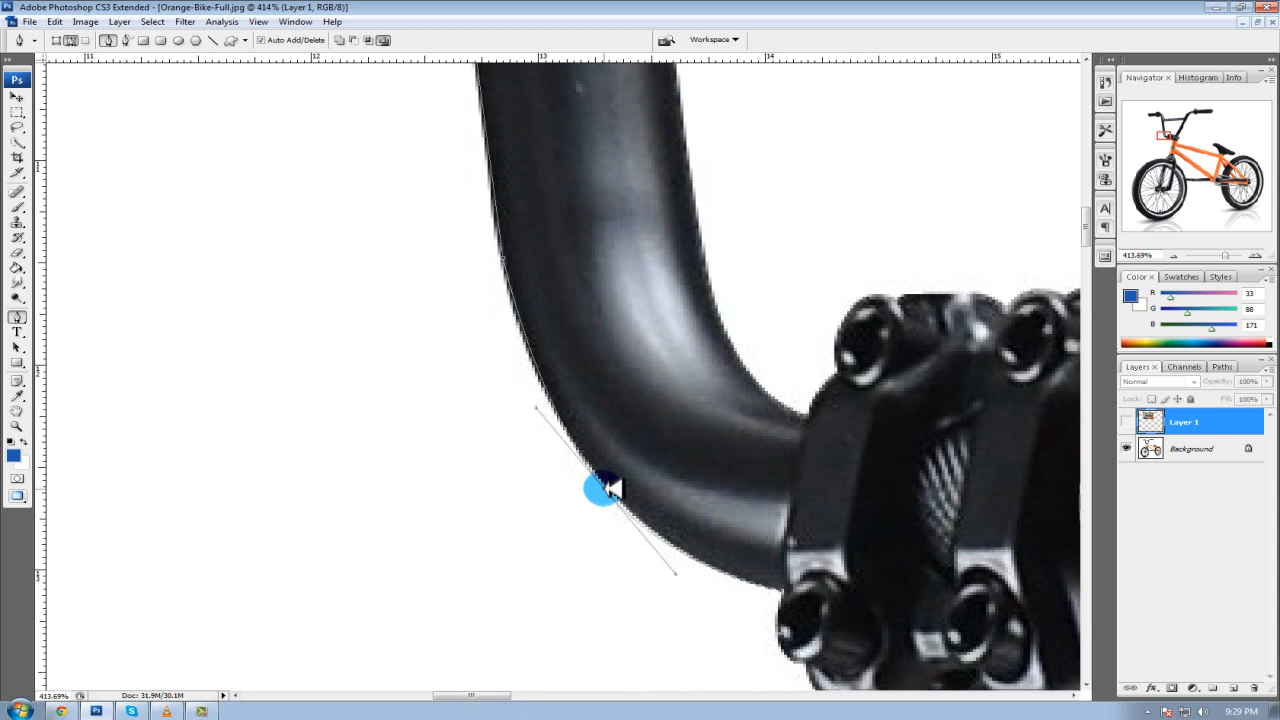 Adobe Photoshop CS3 Extended - [Orange-Bike-Full.jpg @ 414% (Layer 1, RGB/8)]
File Edit Image Layer Select Filter Analysis View Window Help
Auto Add/Delete
Workspace
11 12 13 14 15
Ps
Navigator × Histogram Info
413.69%
Color × Swatches Styles
R 33
G 88
B 171
Layers × Channels Paths
Normal Opacity: 100%
Lock: Fill: 100%
Layer 1
Background
413.69% Doc: 31.9M/30.1M
9:29 PM